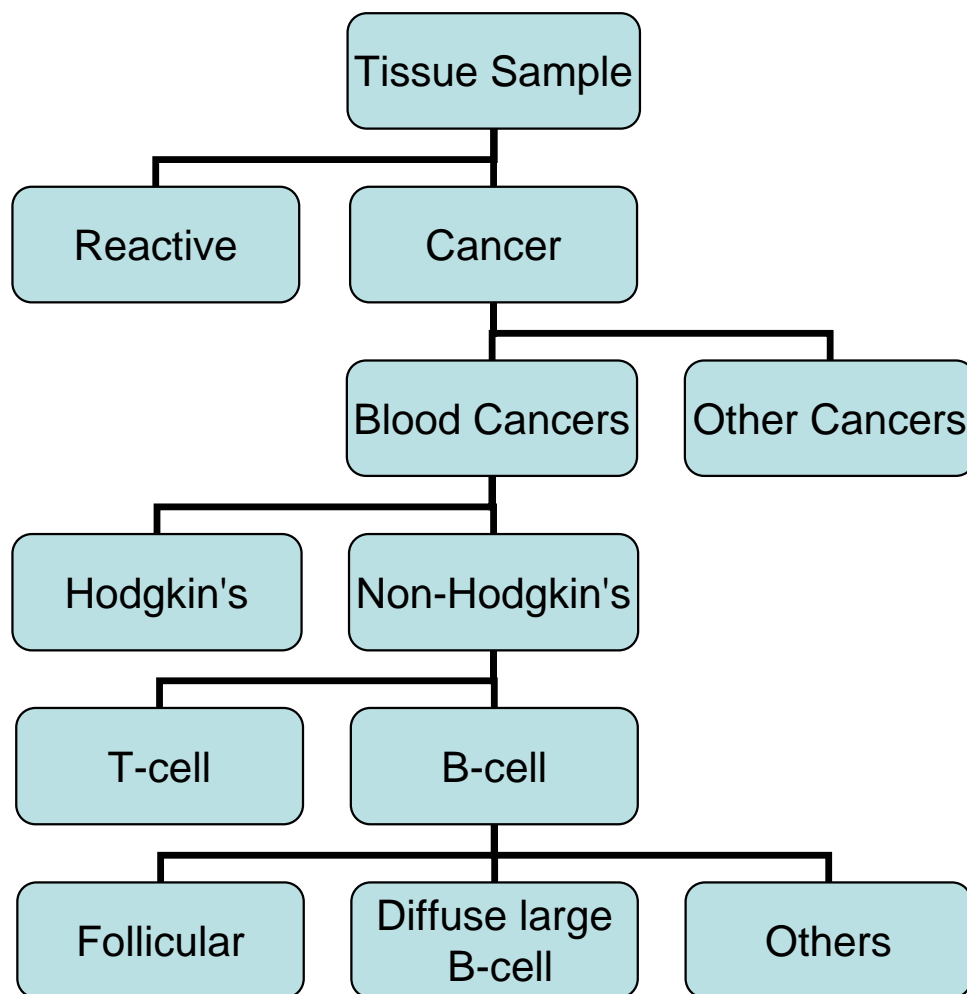 Tissue Sample
Reactive
Cancer
Blood Cancers
Other Cancers
Hodgkin's
Non-Hodgkin's
T-cell
B-cell
Follicular
Diffuse large
B-cell
Others